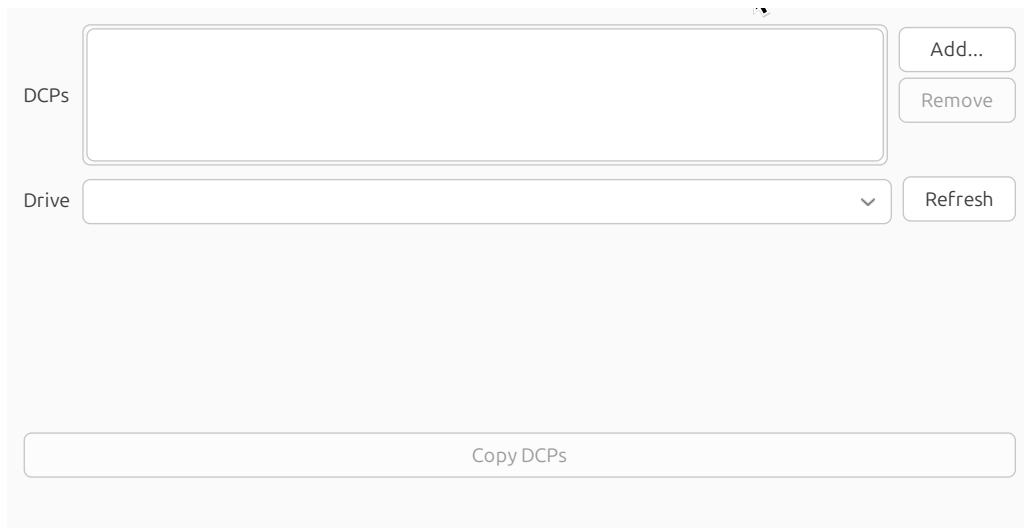 DCPs
Add...
Remove
Drive
Refresh
Copy DCPs